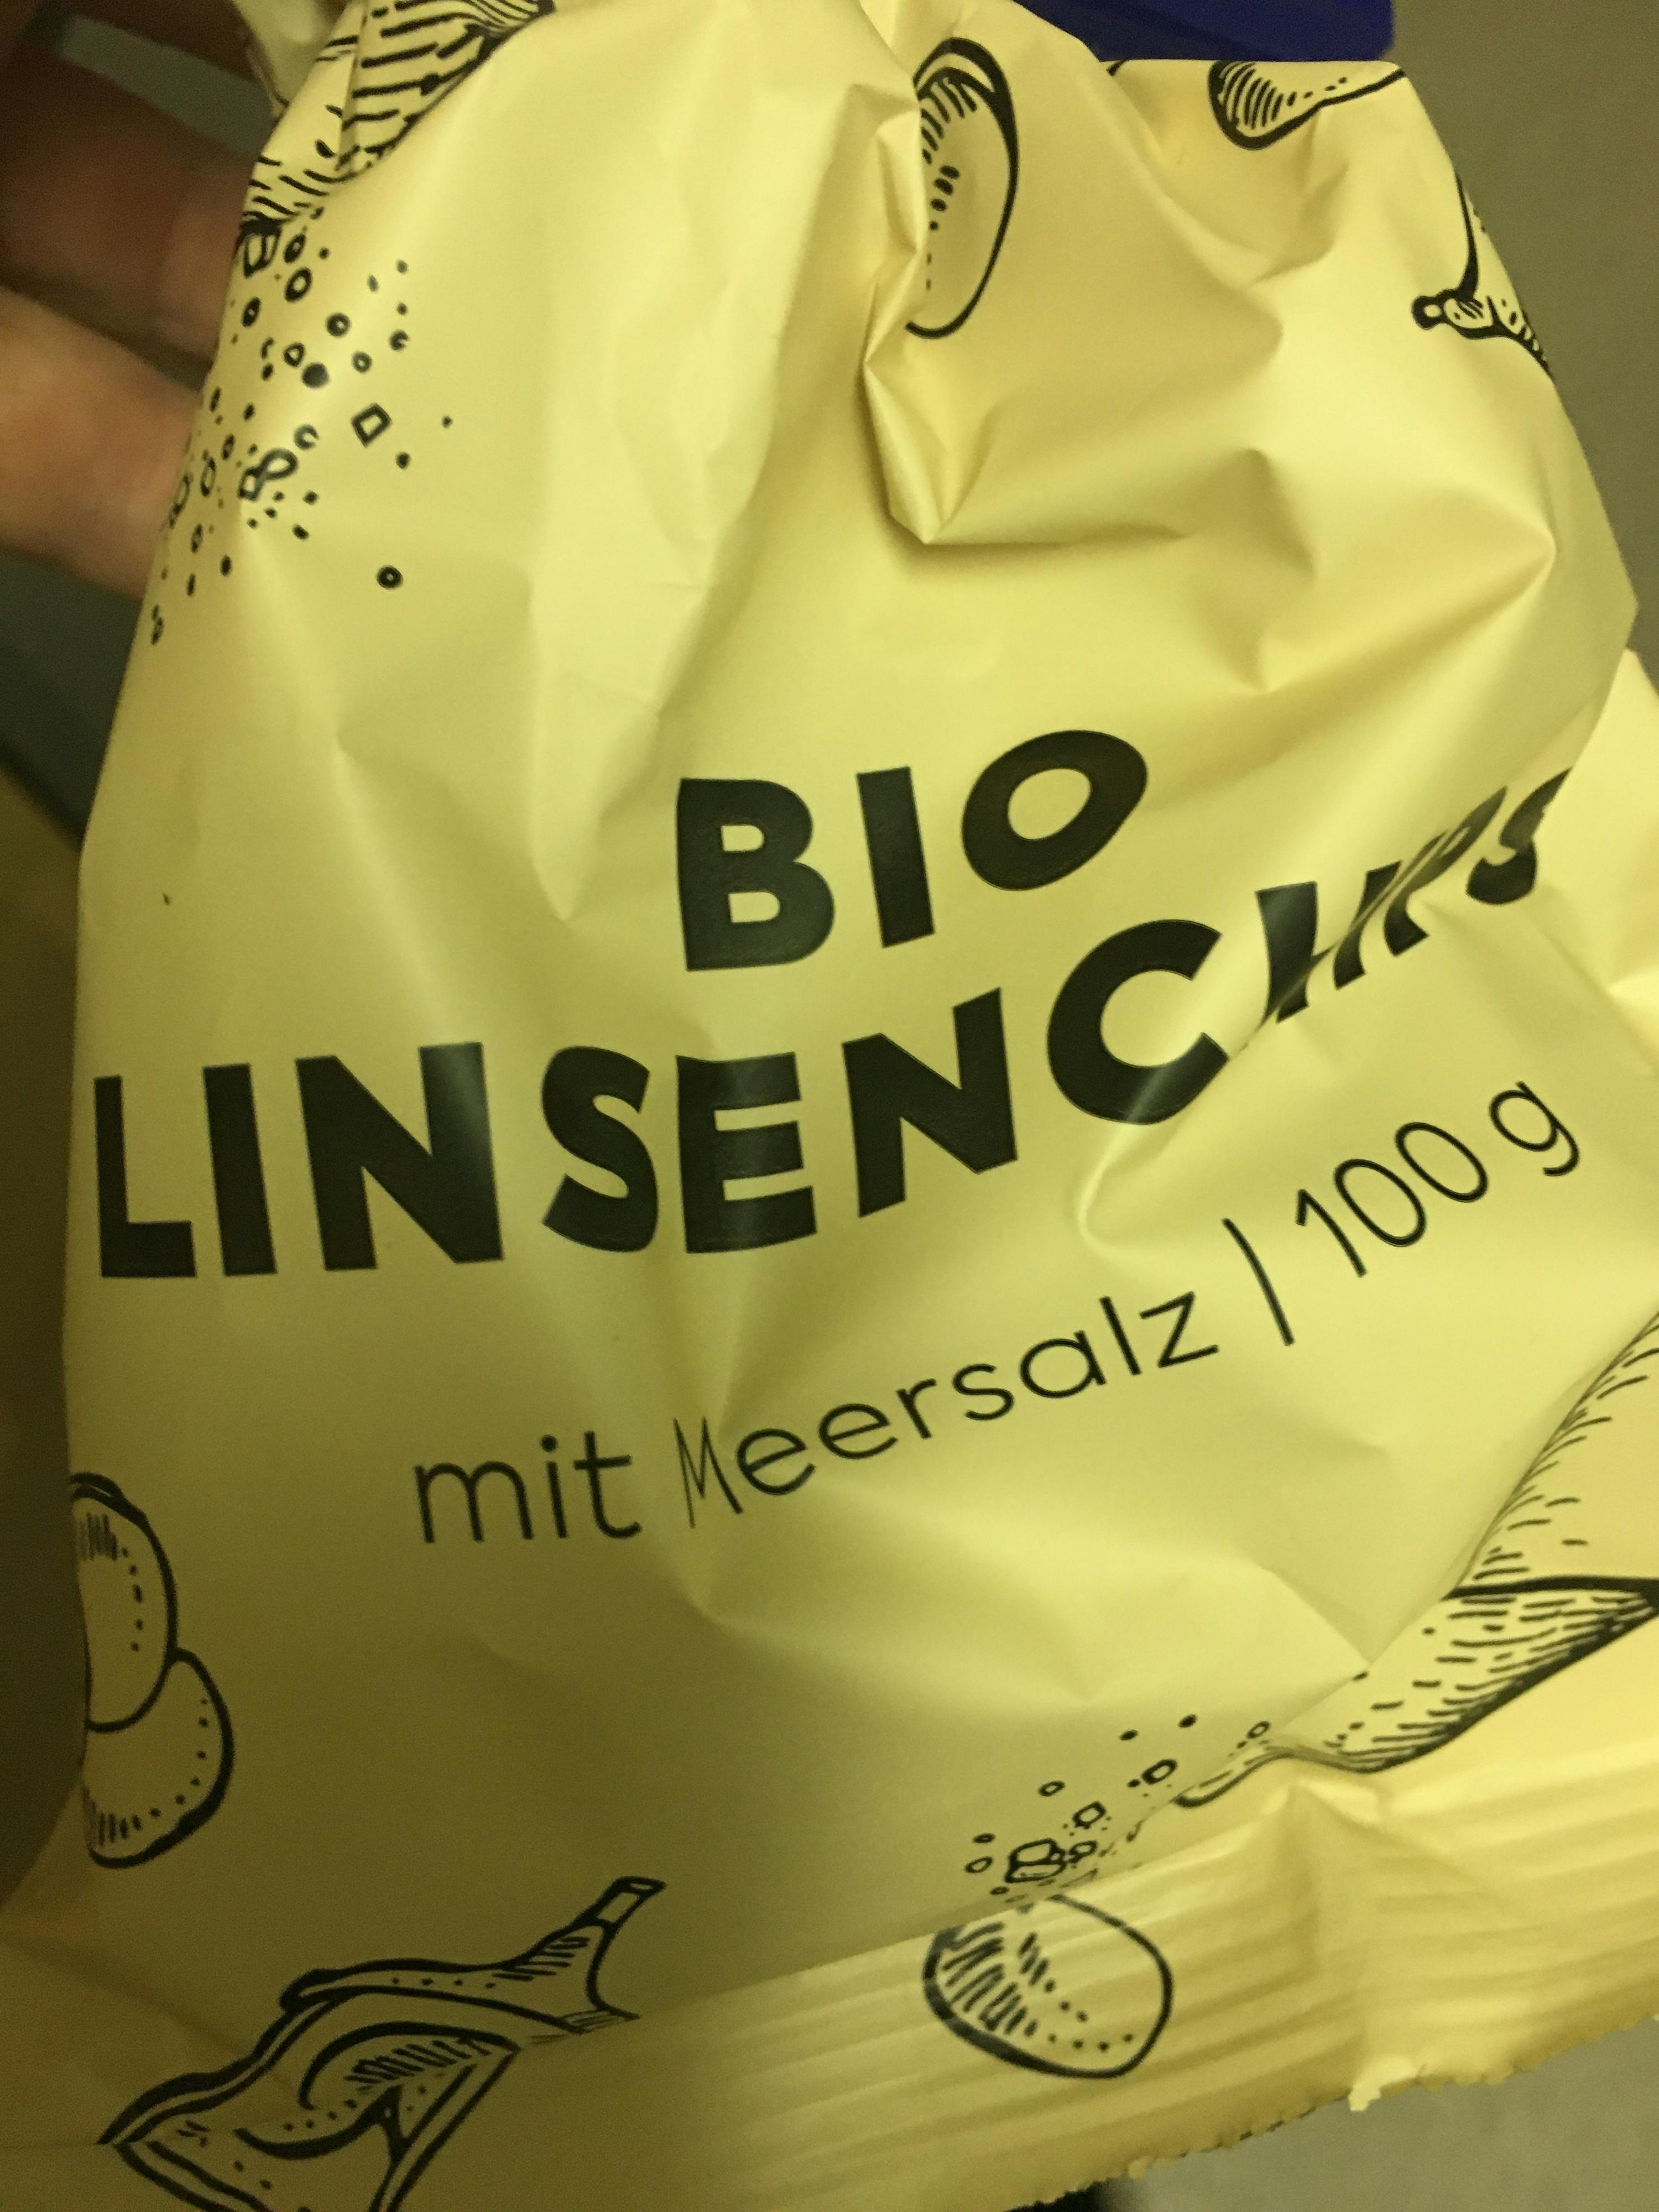 BIO
LINSENCHIPS
mit Meersalz | 100 g